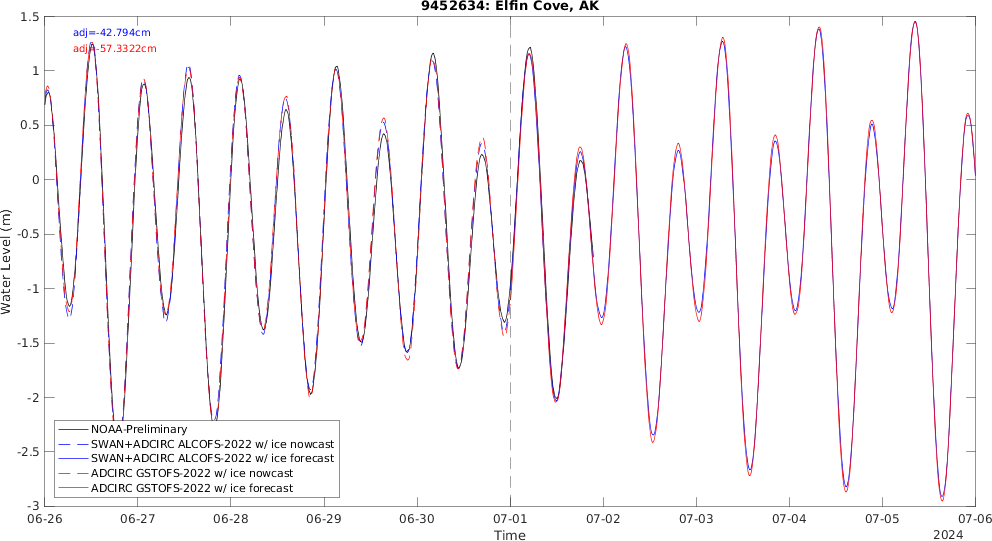 9452634: Elfin Cove, AK
adj=-42.794cm
adj=-57.3322cm
Water Level (m)
1.5
1
0.5
0
-0.5
-1
-1.5
-2
-2.5
-3
NOAA-Preliminary
SWAN+ADCIRC ALCOFS-2022 w/ ice nowcast
SWAN+ADCIRC ALCOFS-2022 w/ ice forecast
ADCIRC GSTOFS-2022 w/ ice nowcast
ADCIRC GSTOFS-2022 w/ ice forecast
06-26 06-27 06-28 06-29 06-30 07-01 07-02 07-03 07-04 07-05 07-06
Time
2024